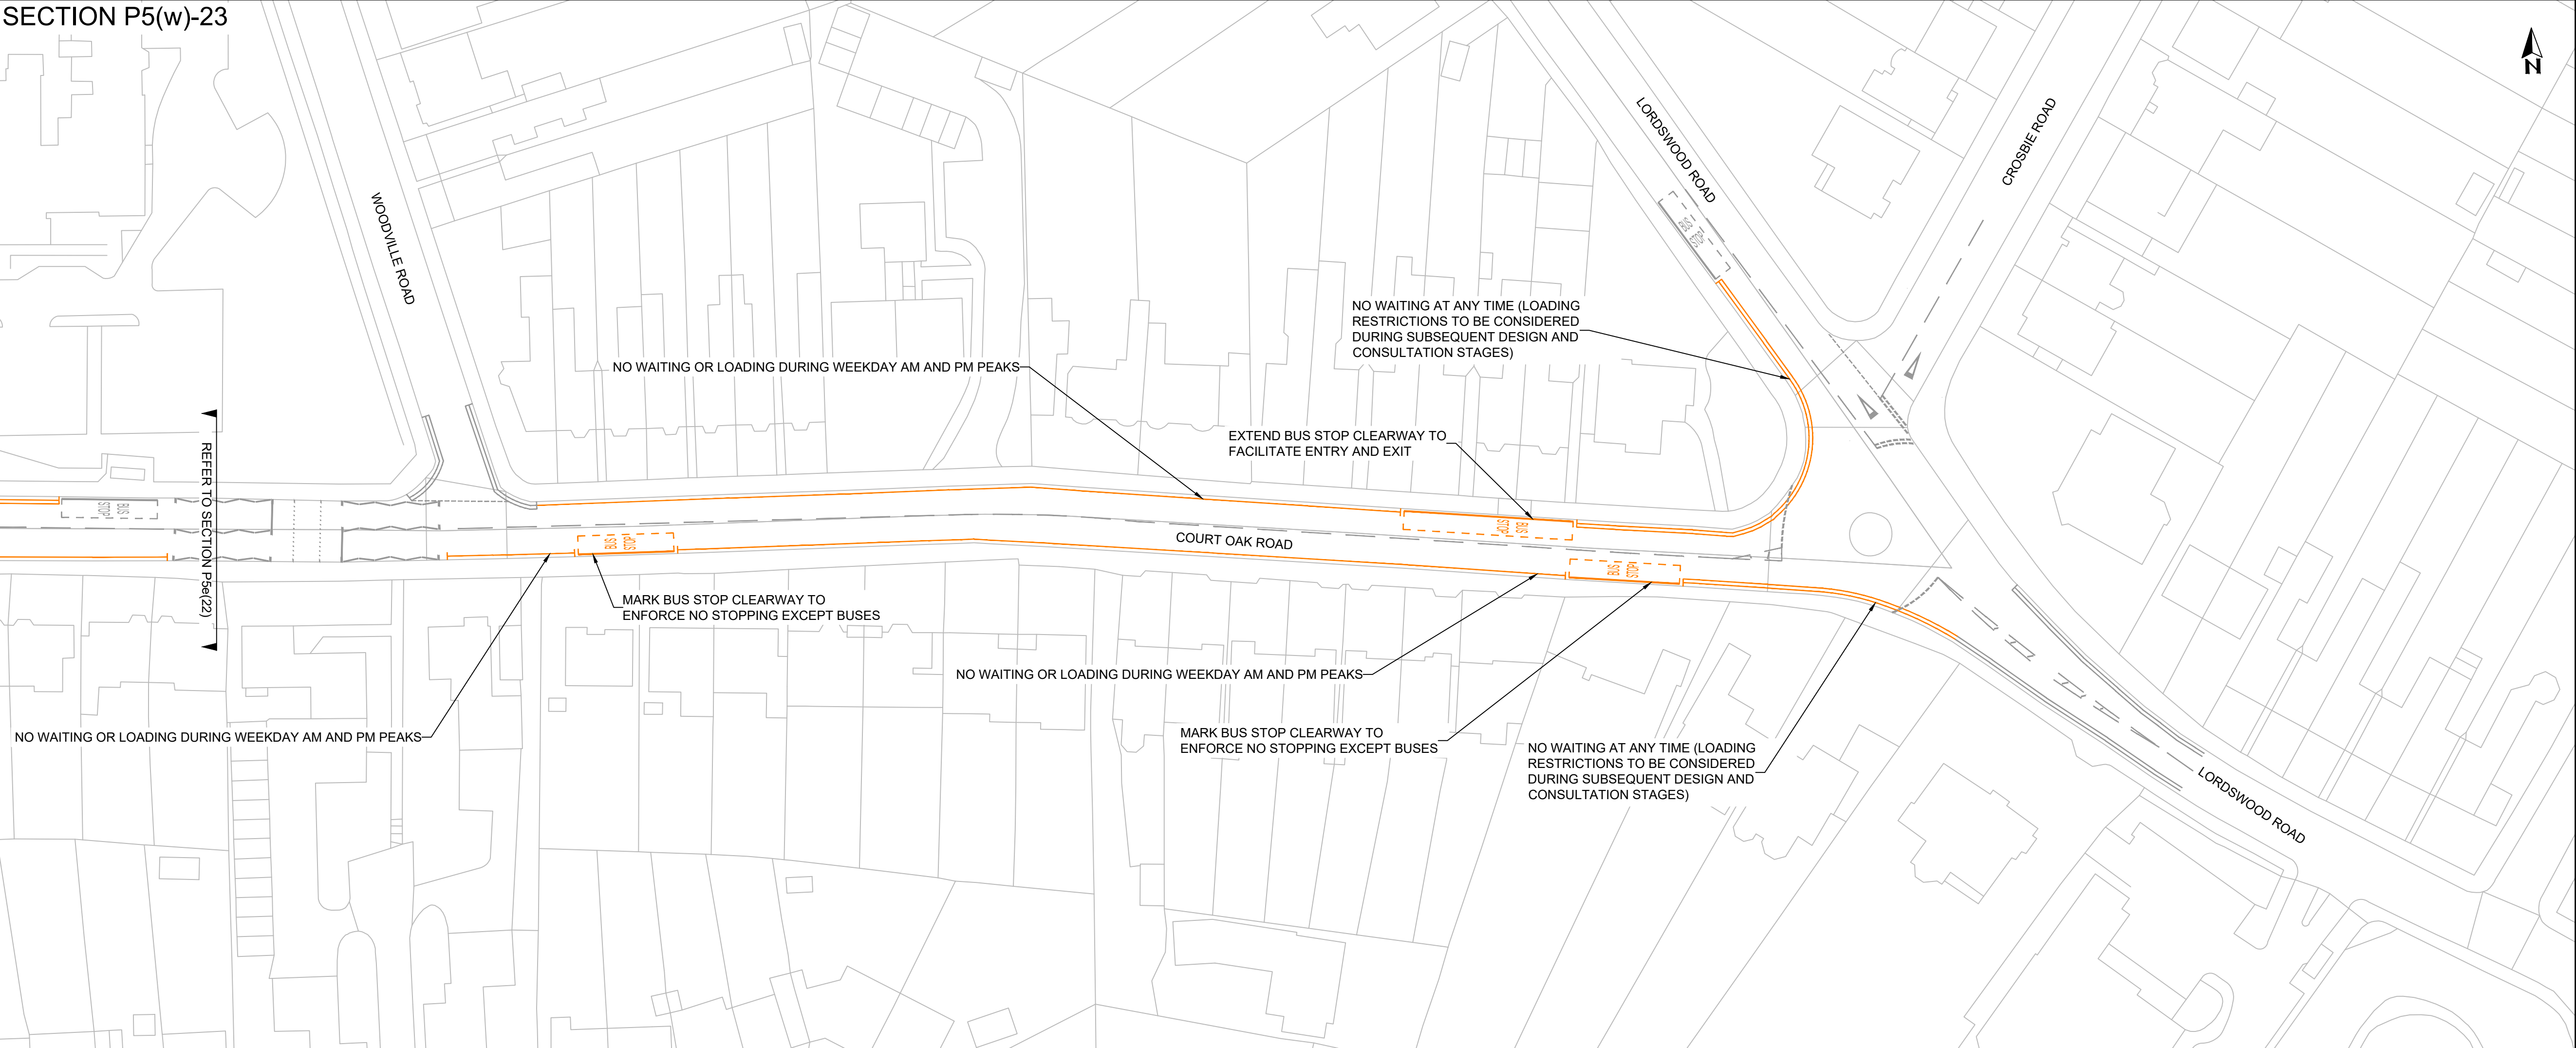 SECTION P5(w)-23
N
LORDSWOOD ROAD
CROSBIE ROAD
WOODVILLE ROAD
BUS
STOP
NO WAITING AT ANY TIME (LOADING
RESTRICTIONS TO BE CONSIDERED
DURING SUBSEQUENT DESIGN AND
CONSULTATION STAGES)
NO WAITING OR LOADING DURING WEEKDAY AM AND PM PEAKS
EXTEND BUS STOP CLEARWAY TO
FACILITATE ENTRY AND EXIT
REFER TO SECTION P5e(22)
BUS
STOP
BUS
STOP
BUS
STOP
COURT OAK ROAD
BUS
STOP
MARK BUS STOP CLEARWAY TO
ENFORCE NO STOPPING EXCEPT BUSES
NO WAITING OR LOADING DURING WEEKDAY AM AND PM PEAKS
NO WAITING OR LOADING DURING WEEKDAY AM AND PM PEAKS
MARK BUS STOP CLEARWAY TO
ENFORCE NO STOPPING EXCEPT BUSES
NO WAITING AT ANY TIME (LOADING
RESTRICTIONS TO BE CONSIDERED
DURING SUBSEQUENT DESIGN AND
CONSULTATION STAGES)
LORDSWOOD ROAD